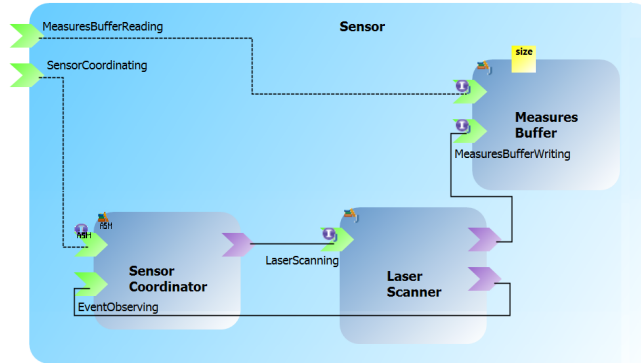 MeasuresBufferReading
Sensor
SensorCoordinating
size
Measures
Buffer
MeasuresBufferWriting
LaserScanning
Sensor
Coordinator
Laser
Scanner
EventObserving